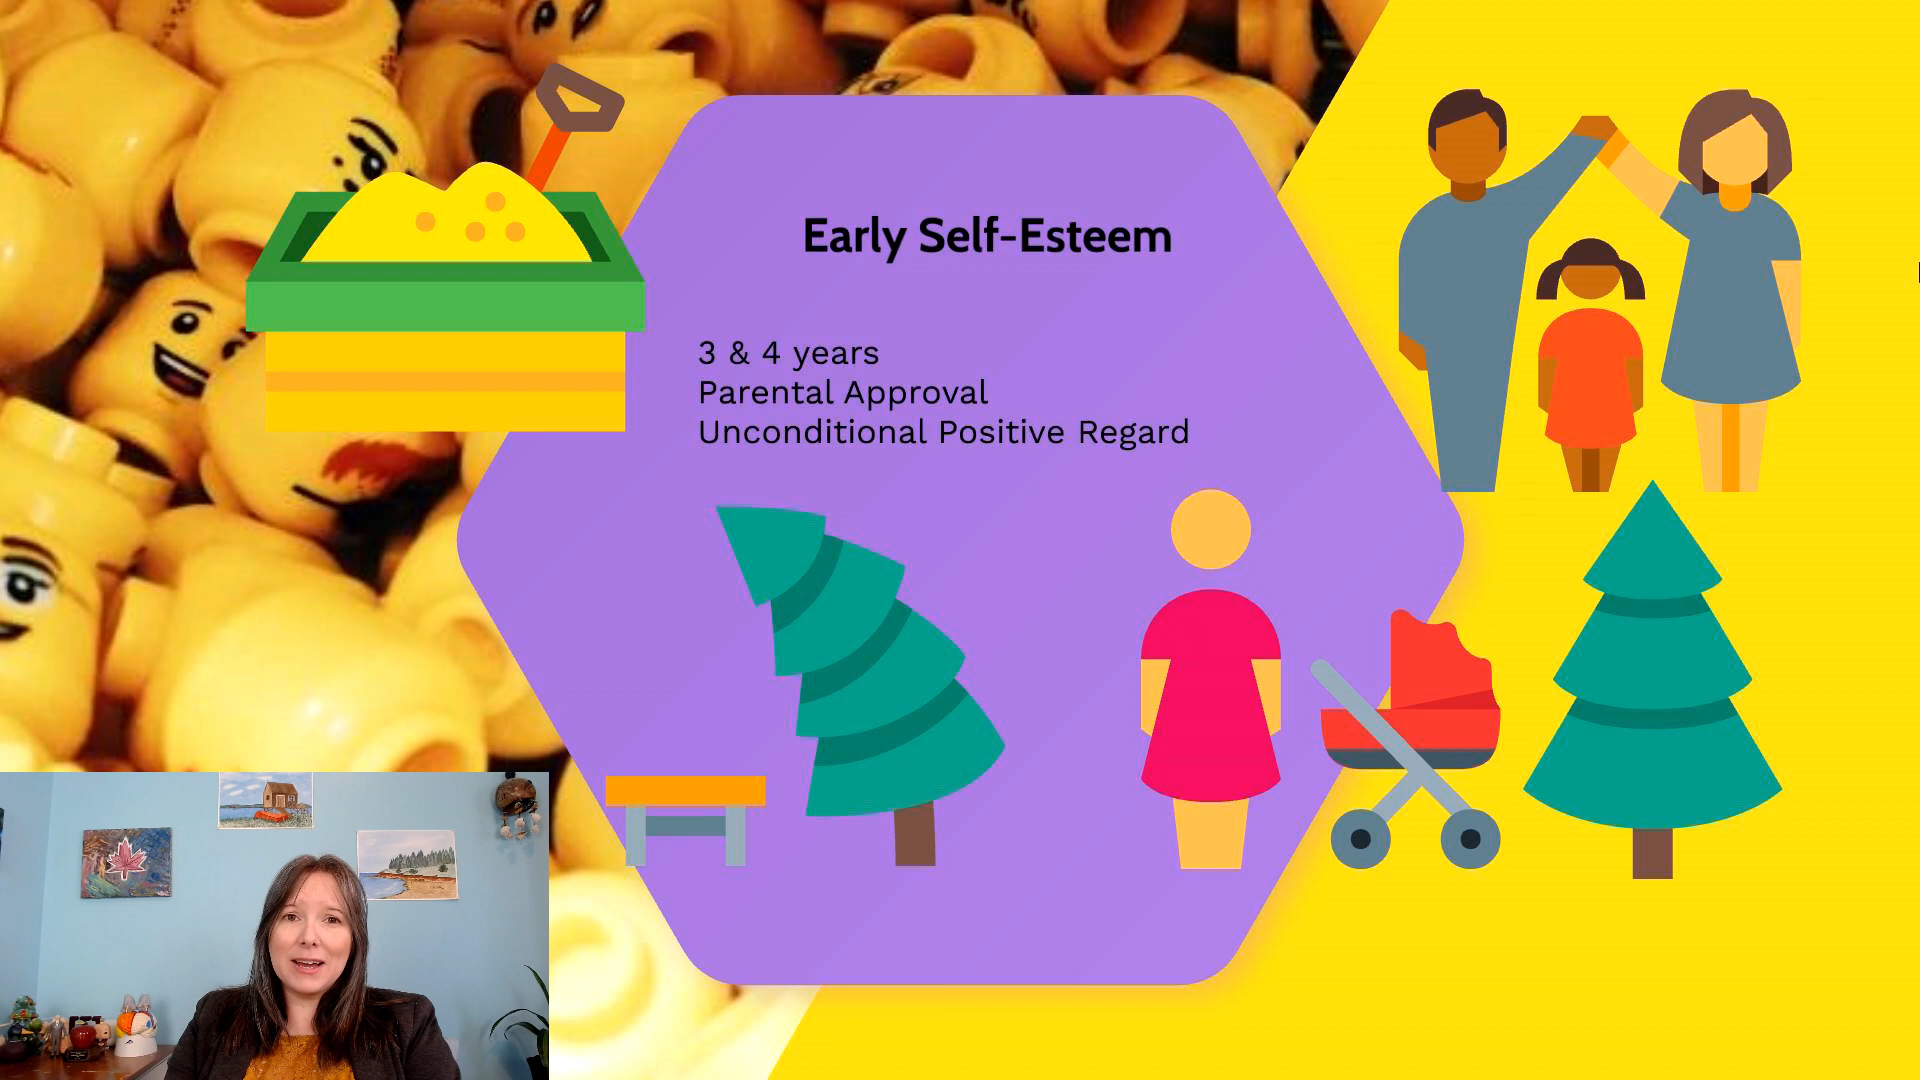 Early Self-Esteem
3 & 4 years
Parental Approval
Unconditional Positive Regard